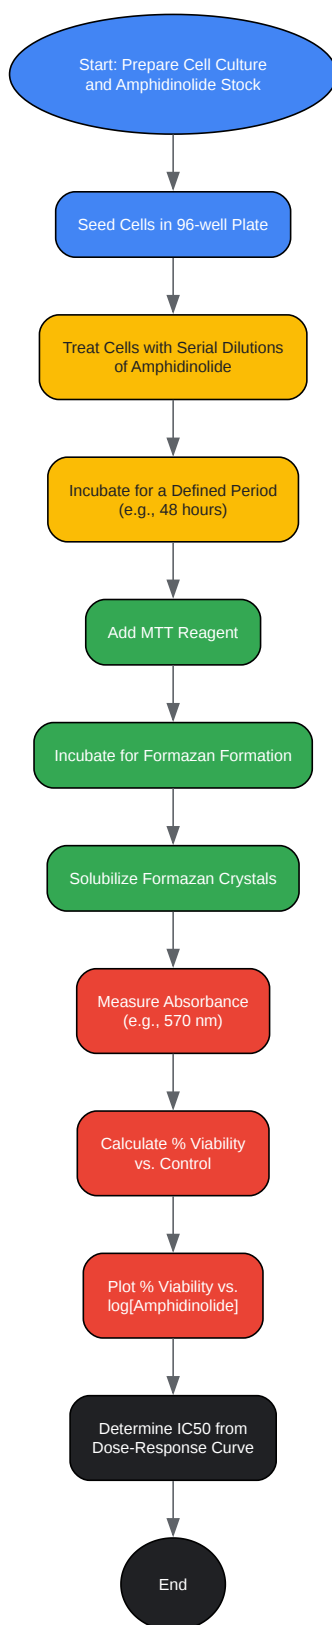 Start: Prepare Cell Culture
and Amphidinolide Stock
Seed Cells in 96-well Plate
Treat Cells with Serial Dilutions
of Amphidinolide
Incubate for a Defined Period
(e.g., 48 hours)
Add MTT Reagent
Incubate for Formazan Formation
Solubilize Formazan Crystals
Measure Absorbance
(e.g., 570 nm)
Calculate % Viability
vs. Control
Plot % Viability vs.
log[Amphidinolide]
Determine IC50 from
Dose-Response Curve
End